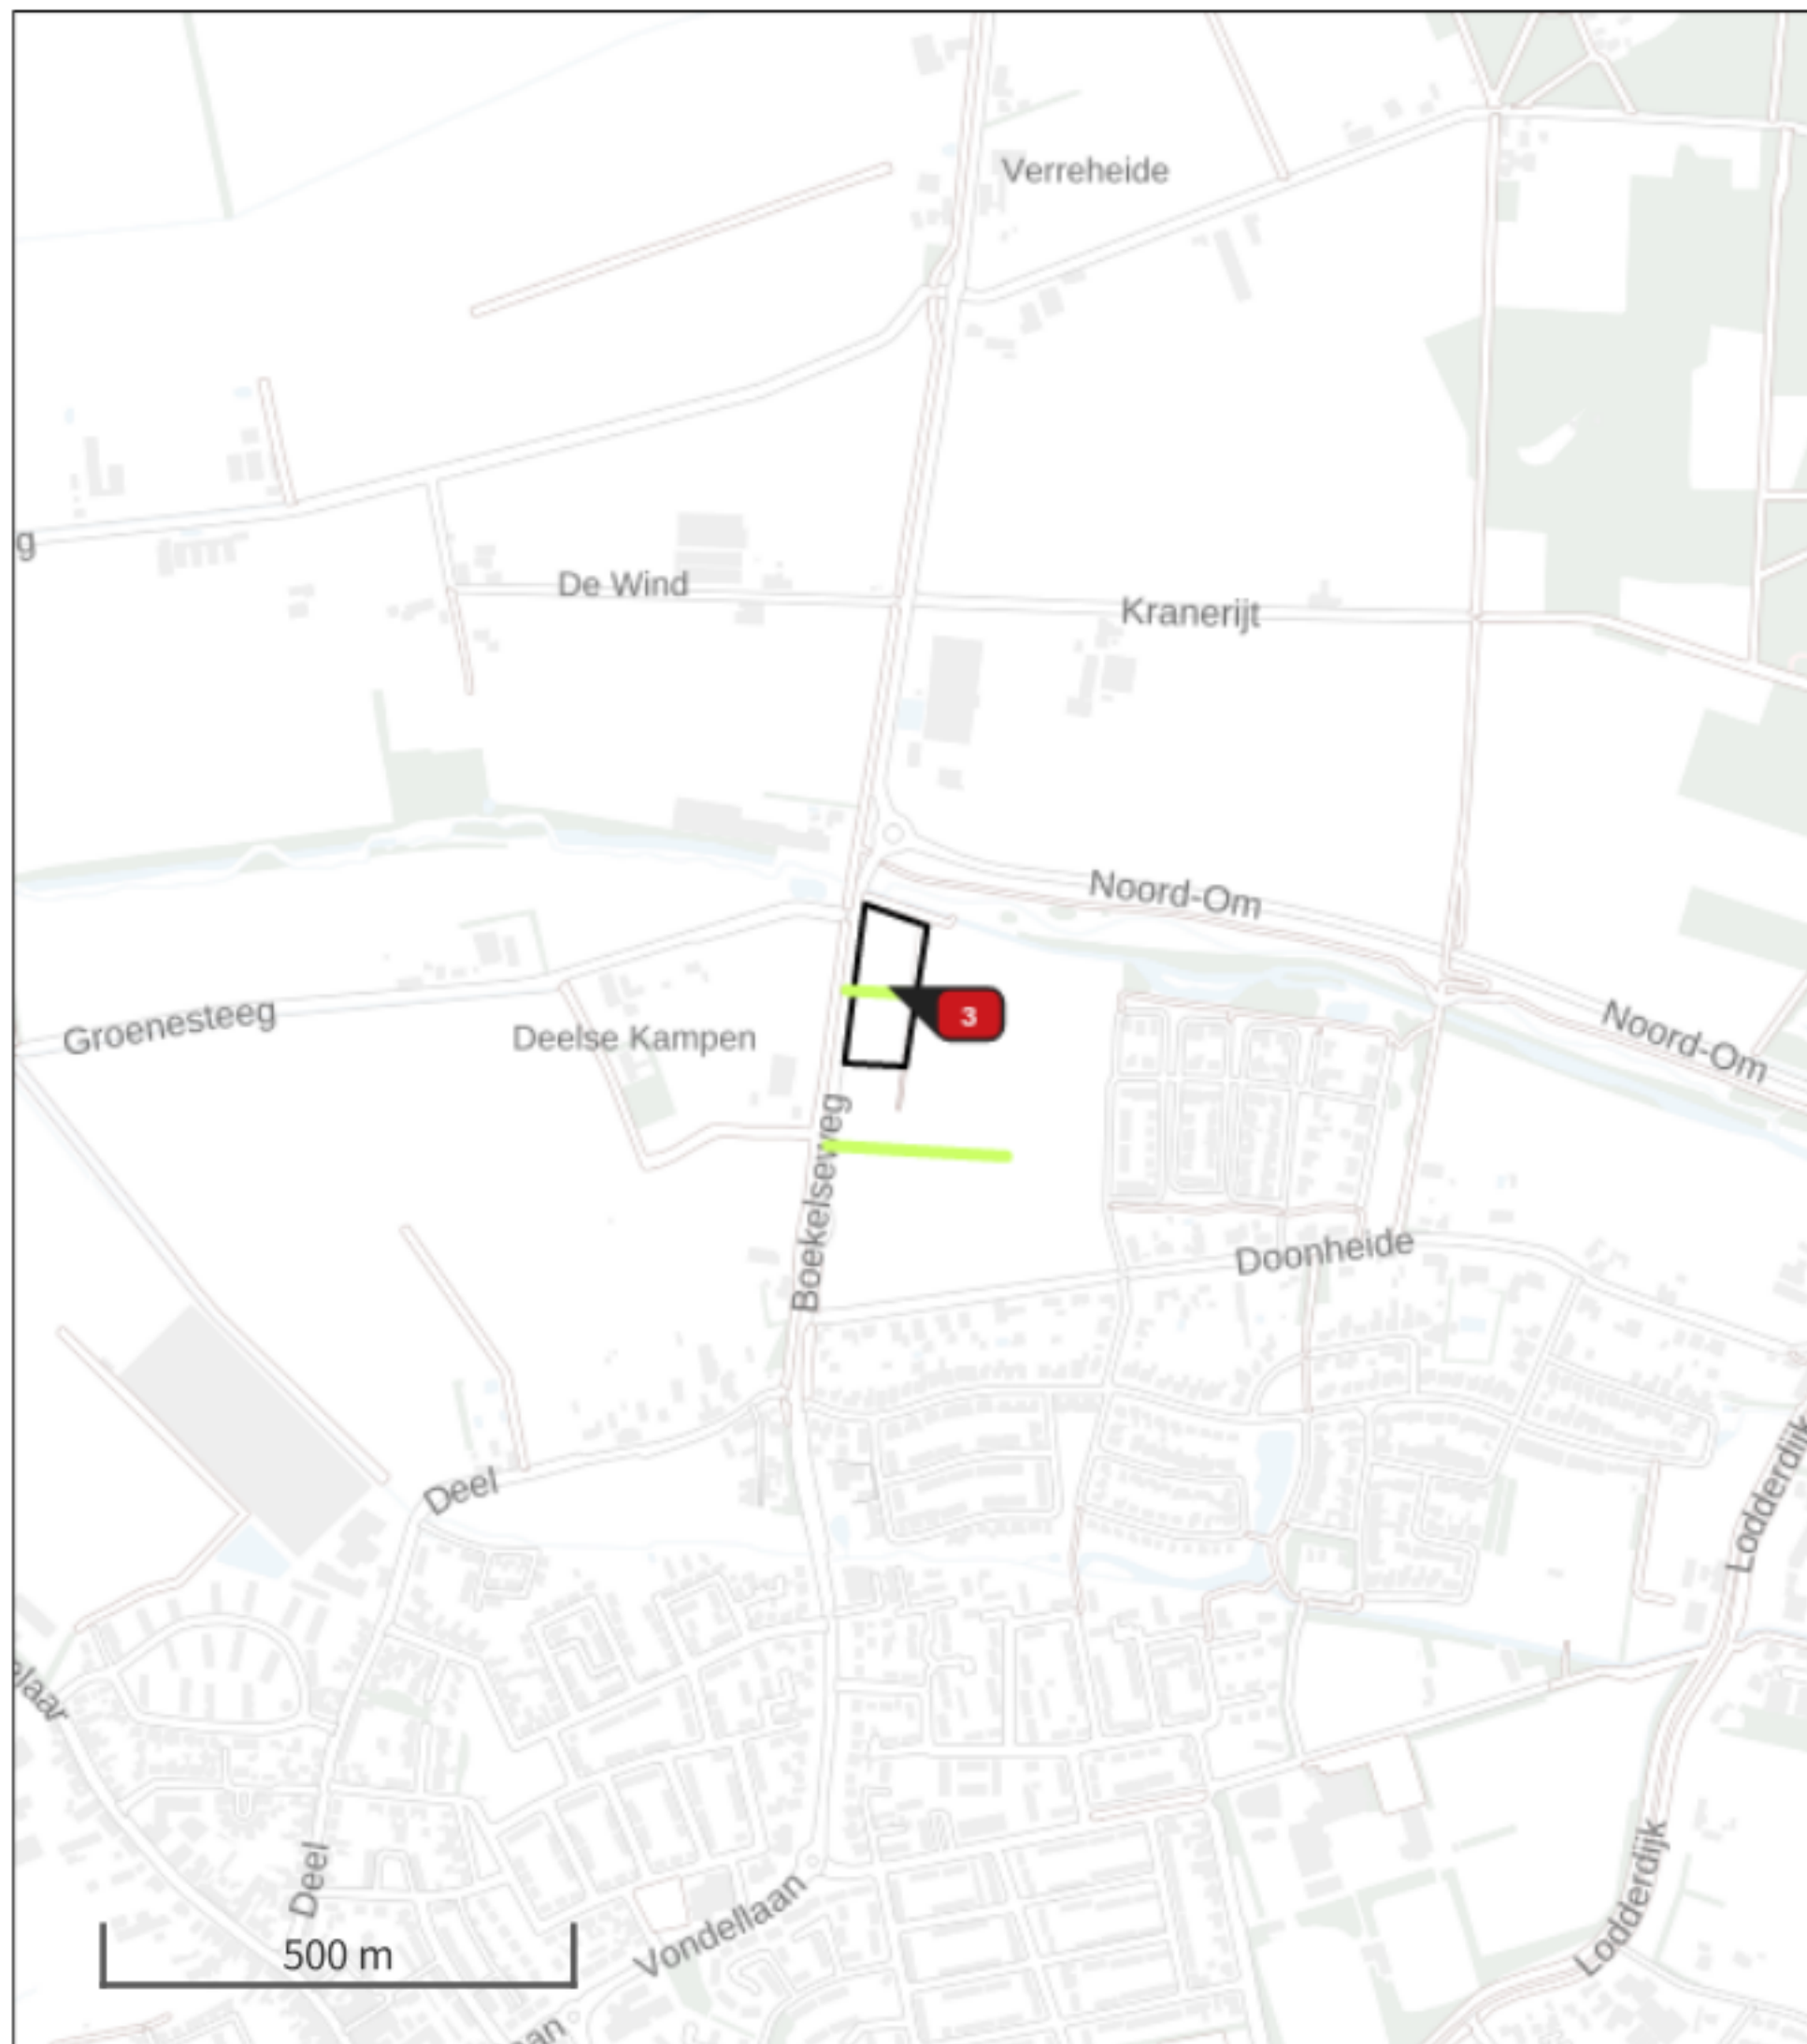 Verreheide
g
De Wind
Kranerijt
Noord-Om
Groenesteeg
Deelse Kampen
3
Noord-Om
Boekelseweg
Doonheide
Deel
Lodderdijk
elaar
Deel
Vondellaan
Lodderdijk
500 m